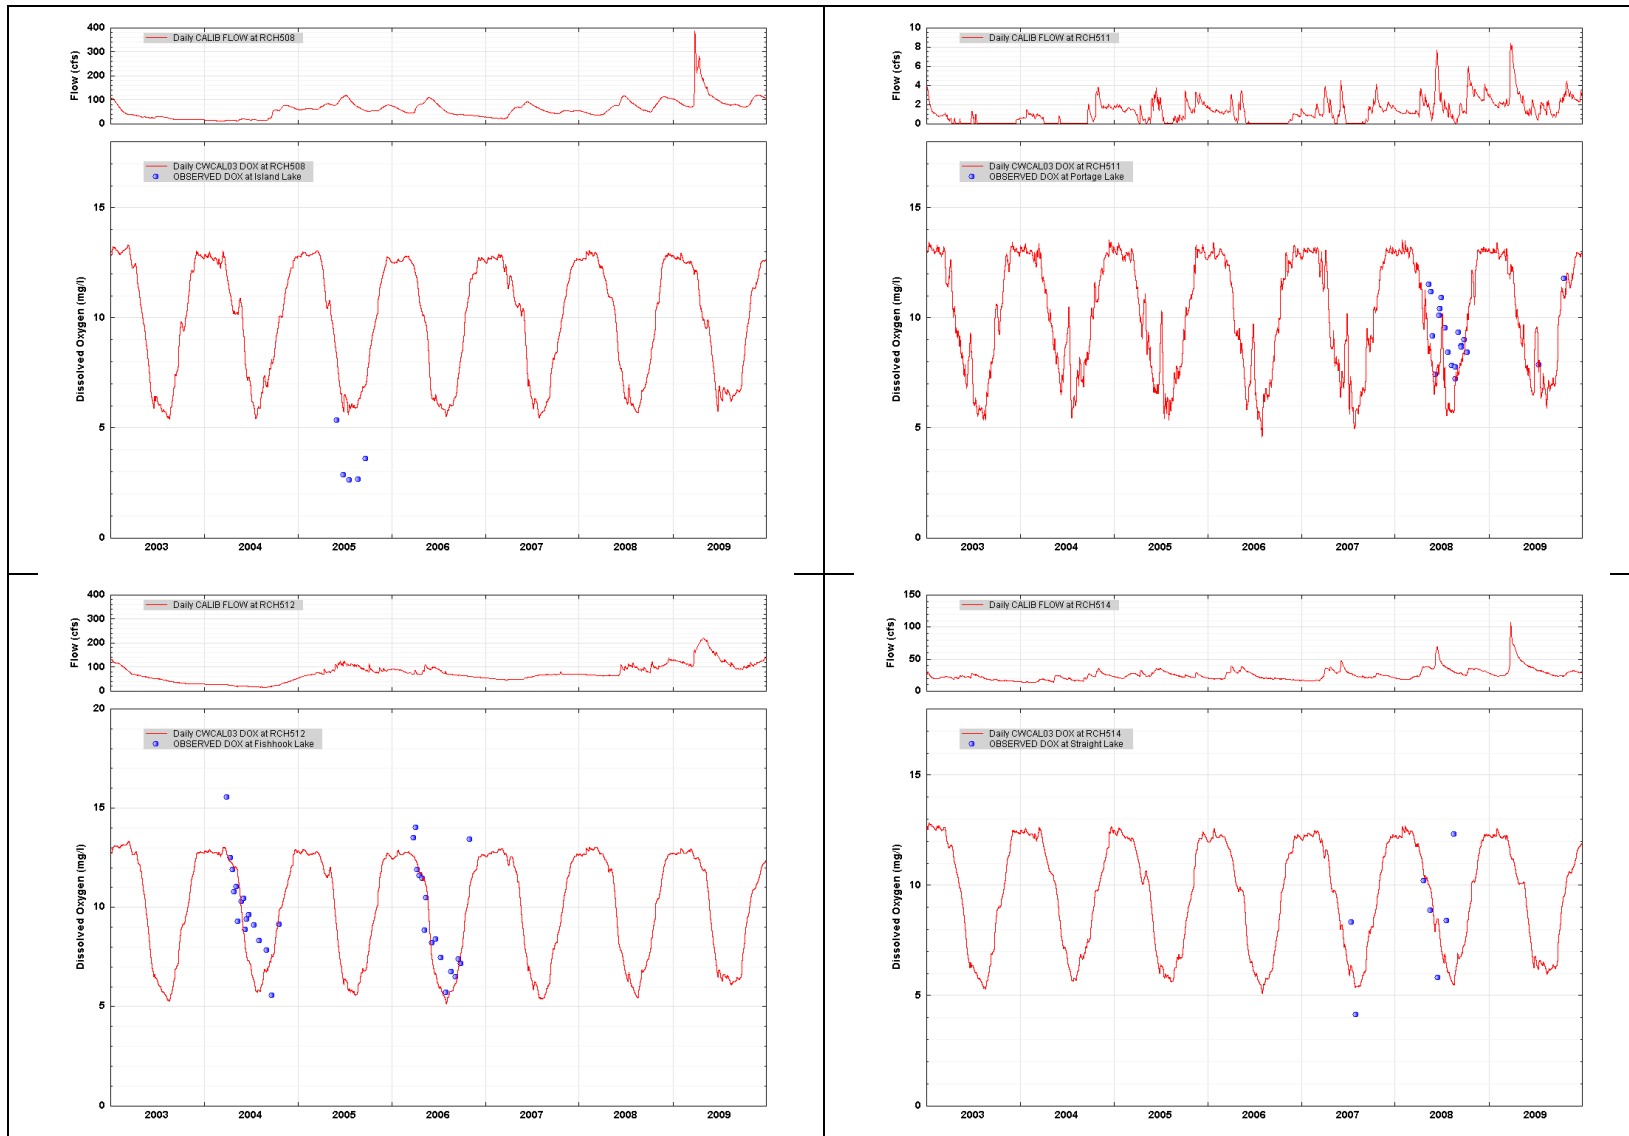 400
300
200
100
0
Flow (cfs)
Daily CALIB FLOW at RCH508
15
10
5
0
Dissolved Oxygen (mg/l)
Daily CWCAL03 DOX at RCH508
OBSERVED DOX at Island Lake
2003 2004 2005 2006 2007 2008 2009
10
8
6
4
2
0
Flow (cfs)
Daily CALIB FLOW at RCH511
15
10
5
0
Dissolved Oxygen (mg/l)
Daily CWCAL03 DOX at RCH511
OBSERVED DOX at Portage Lake
2003 2004 2005 2006 2007 2008 2009
400
300
200
100
0
Flow (cfs)
Daily CALIB FLOW at RCH512
20
15
10
5
0
Dissolved Oxygen (mg/l)
Daily CWCAL03 DOX at RCH512
OBSERVED DOX at Fishhook Lake
2003 2004 2005 2006 2007 2008 2009
150
100
50
0
Flow (cfs)
Daily CALIB FLOW at RCH514
15
10
5
0
Dissolved Oxygen (mg/l)
Daily CWCAL03 DOX at RCH514
OBSERVED DOX at Straight Lake
2003 2004 2005 2006 2007 2008 2009